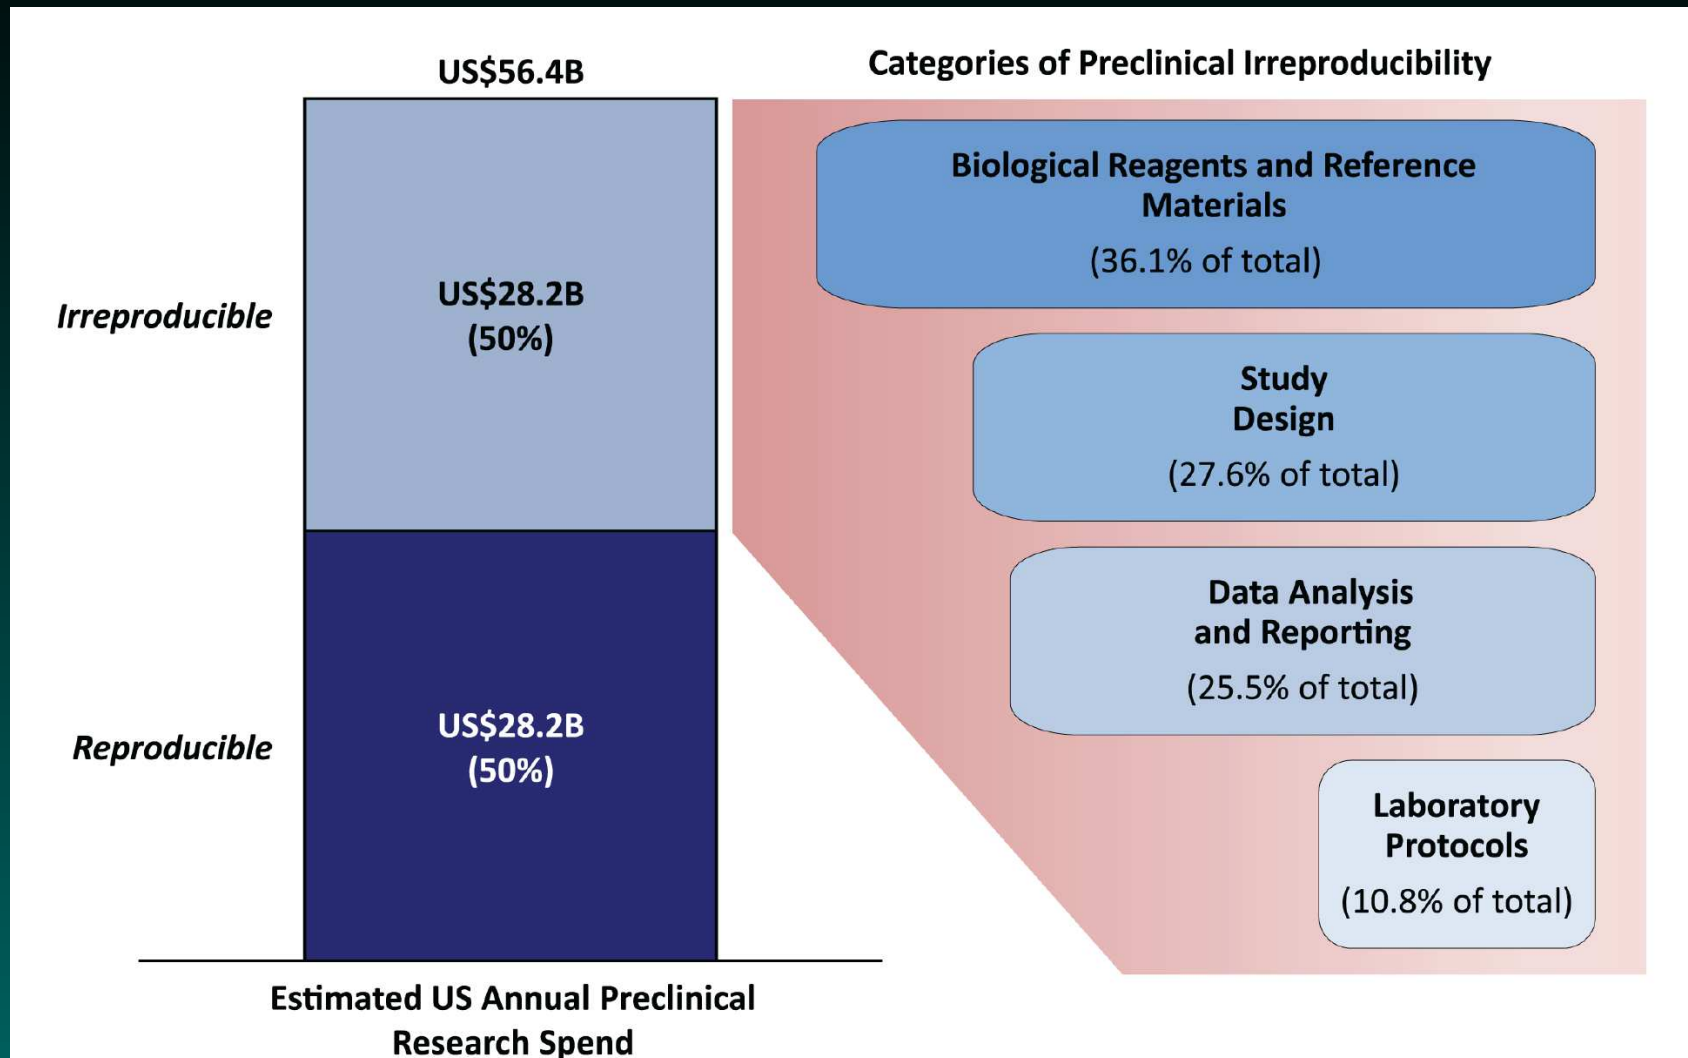 US$56.4B
Irreproducible
US$28.2B
(50%)
Reproducible
US$28.2B
(50%)
Estimated US Annual Preclinical
Research Spend
Categories of Preclinical Irreproducibility
Biological Reagents and Reference
Materials
(36.1% of total)
Study
Design
(27.6% of total)
Data Analysis
and Reporting
(25.5% of total)
Laboratory
Protocols
(10.8% of total)